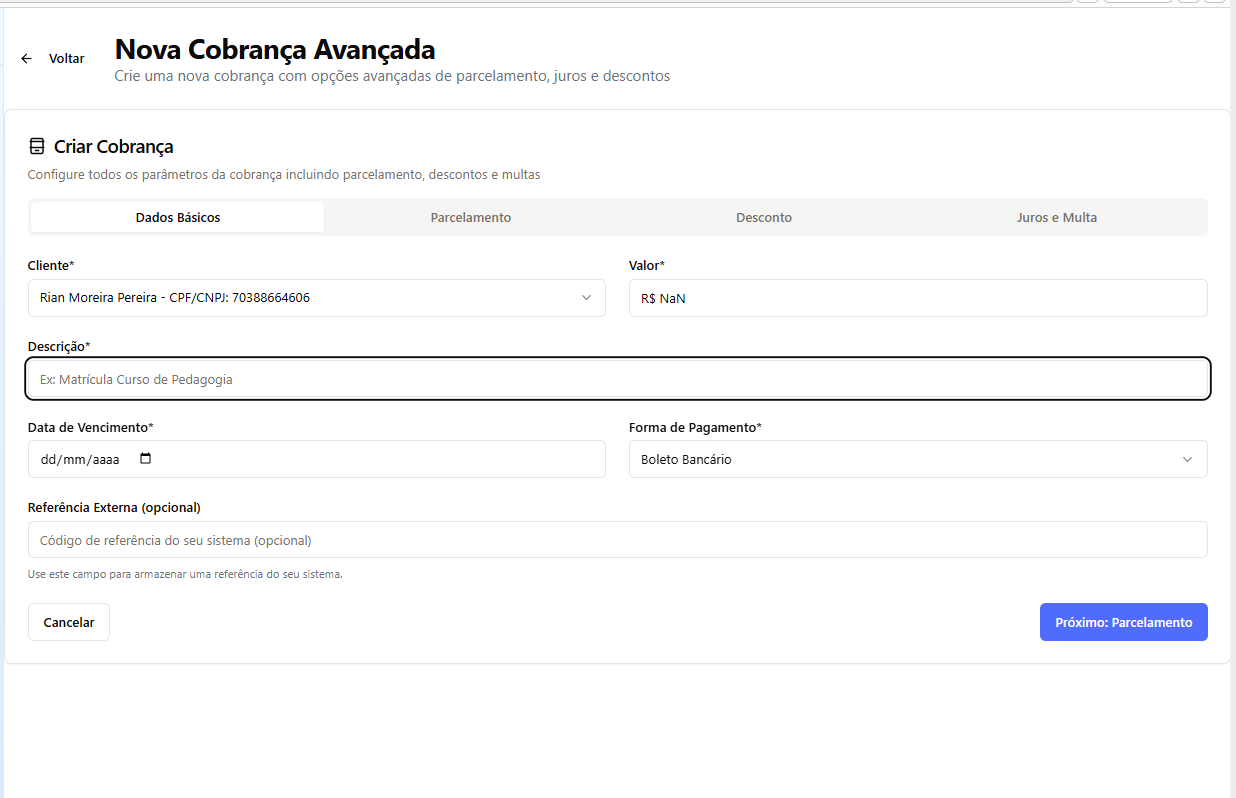 Voltar
Nova Cobrança Avançada
Crie uma nova cobrança com opções avançadas de parcelamento, juros e descontos
Criar Cobrança
Configure todos os parâmetros da cobrança incluindo parcelamento, descontos e multas
Dados Básicos
Parcelamento
Desconto
Juros e Multa
Cliente*
Valor*
Rian Moreira Pereira - CPF/CNPJ: 70388664606
R$ NaN
Descrição*
Ex: Matrícula Curso de Pedagogia
Data de Vencimento*
Forma de Pagamento*
dd/mm/aaaa
Boleto Bancário
Referência Externa (opcional)
Código de referência do seu sistema (opcional)
Use este campo para armazenar uma referência do seu sistema.
Cancelar
Próximo: Parcelamento